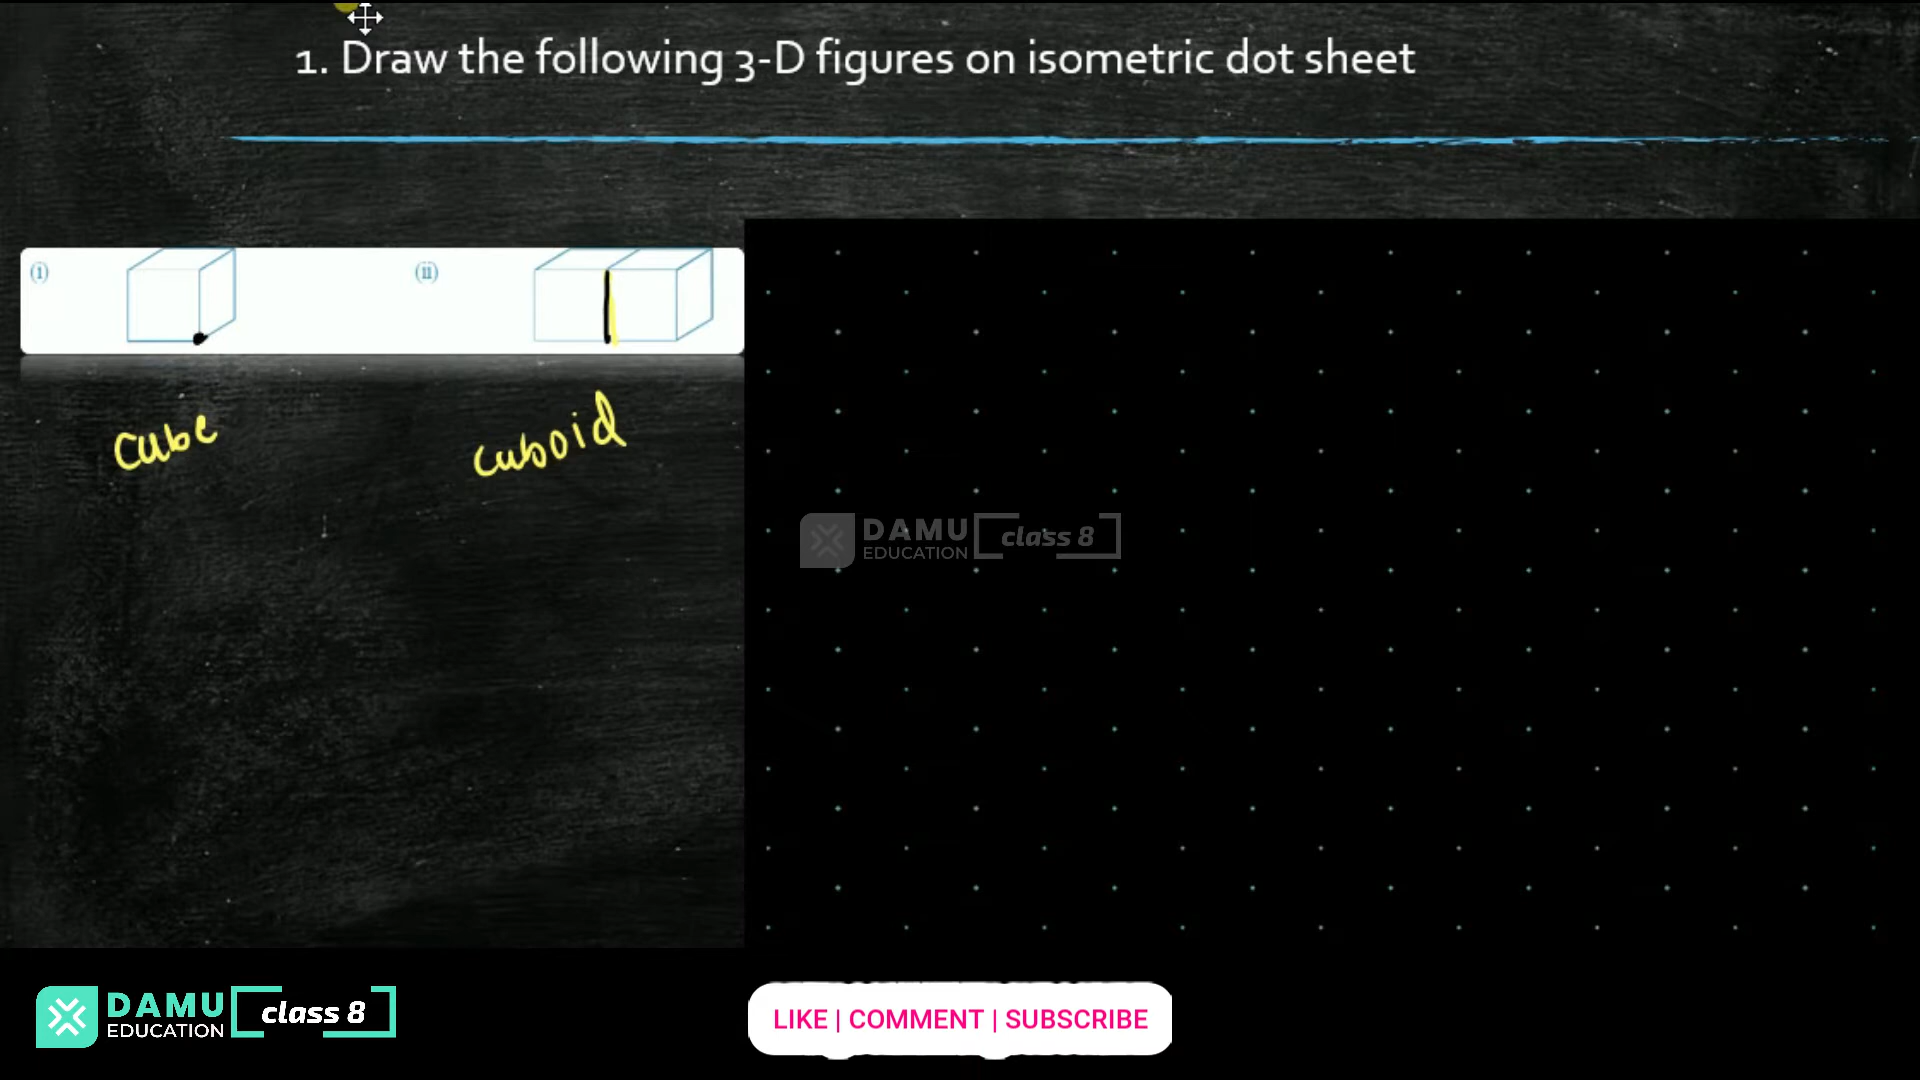 1. Draw the following 3-D figures on isometric dot sheet
(i)
(ii)
cube
cuboid
DAMU
EDUCATION
class 8
DAMU
EDUCATION
class 8
LIKE | COMMENT | SUBSCRIBE